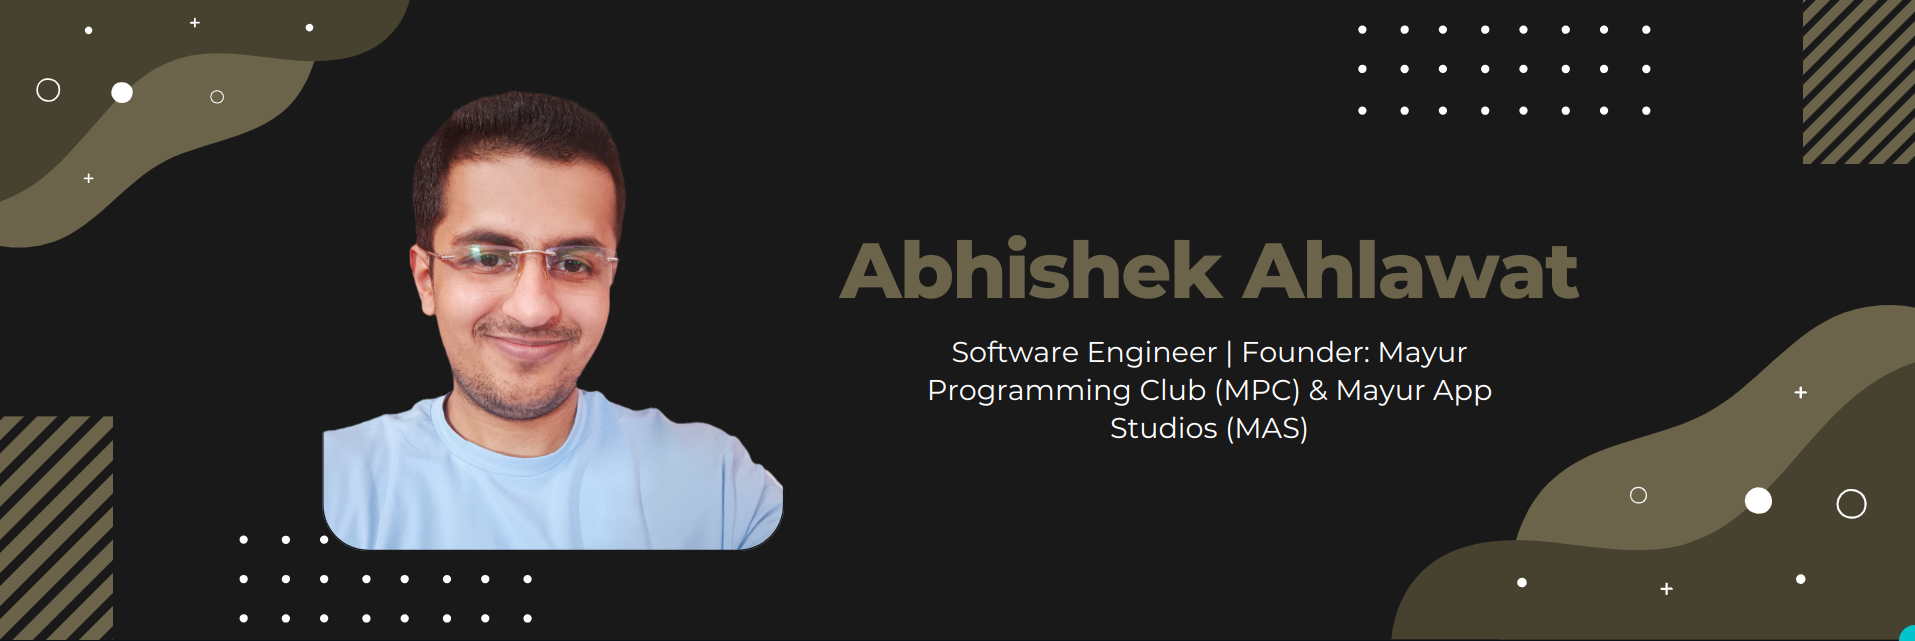 Abhishek Ahlawat
Software Engineer | Founder: Mayur
Programming Club (MPC) & Mayur App
Studios (MAS)